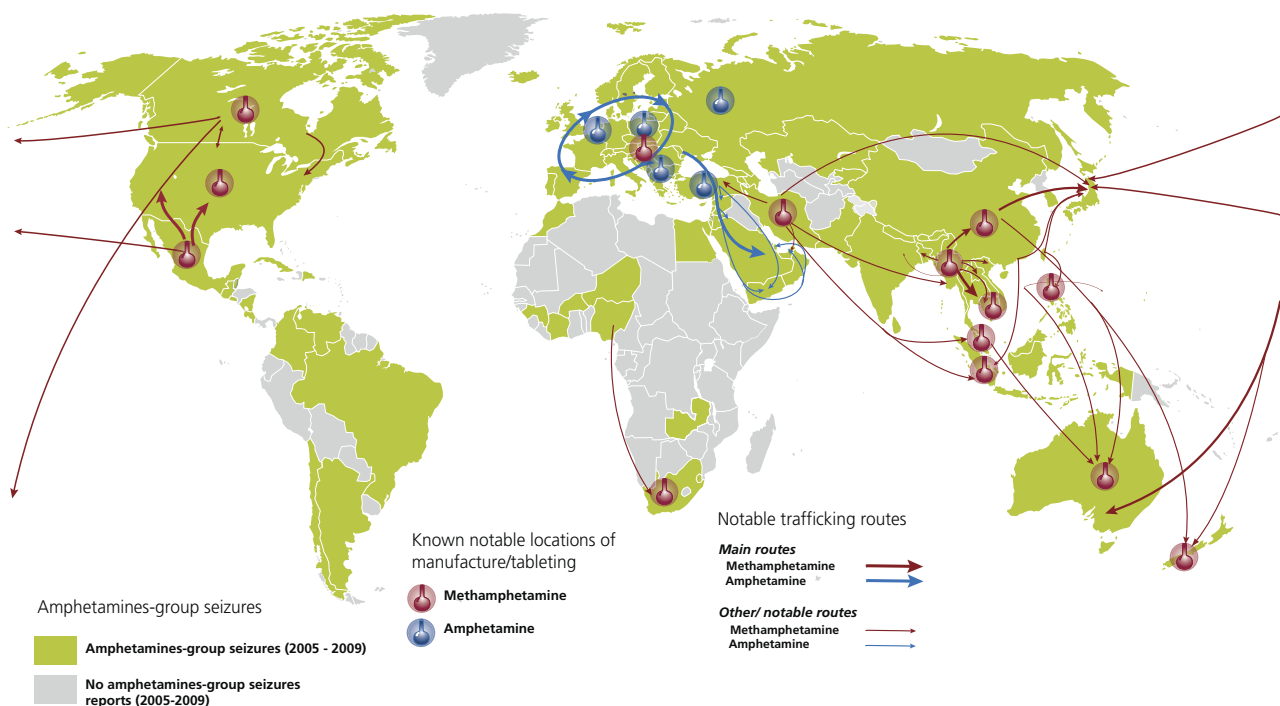 Known notable locations of
manufacture/tableting
Methamphetamine
Amphetamine
Notable trafficking routes
Main routes
Methamphetamine
Amphetamine
Other/ notable routes
Methamphetamine
Amphetamine
Amphetamines-group seizures
Amphetamines-group seizures (2005 - 2009)
No amphetamines-group seizures
reports (2005-2009)